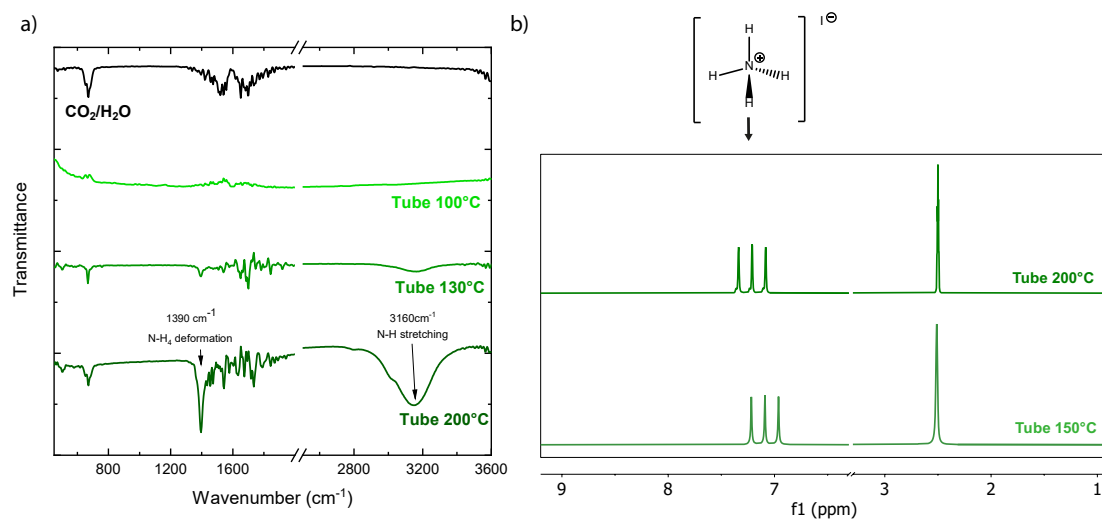 a)
Transmittance
CO₂/H₂O
Tube 100°C
Tube 130°C
1390 cm⁻¹
N-H₄ deformation
3160cm⁻¹
N-H stretching
Tube 200°C
800
1600
2800
3200
3600
Wavenumber (cm⁻¹)
b)
H
N
⊕
H
H
H
I⊖
Tube 200°C
Tube 150°C
9
8
7
3
2
1
f1 (ppm)